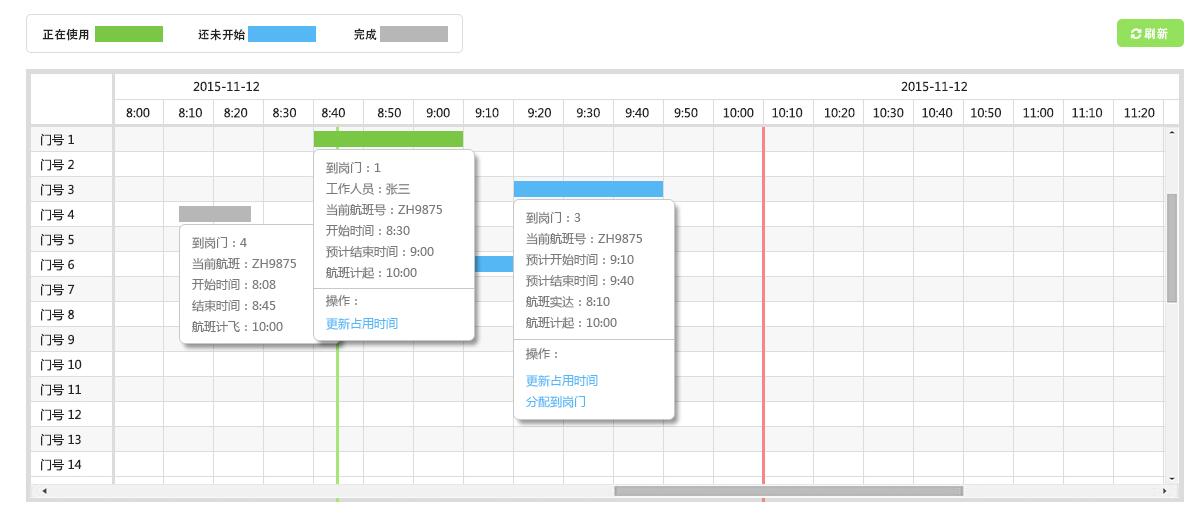 正在使用 还未开始 完成
刷新
2015-11-12 2015-11-12
8:00 8:10 8:20 8:30 8:40 8:50 9:00 9:10 9:20 9:30 9:40 9:50 10:00 10:10 10:20 10:30 10:40 10:50 11:00 11:10 11:20
门号 1
门号 2
门号 3
门号 4
门号 5
门号 6
门号 7
门号 8
门号 9
门号 10
门号 11
门号 12
门号 13
门号 14
到岗门：4
当前航班：ZH9875
开始时间：8:08
结束时间：8:45
航班计飞：10:00
到岗门：1
工作人员：张三
当前航班号：ZH9875
开始时间：8:30
预计结束时间：9:00
航班计起：10:00
操作：
更新占用时间
到岗门：3
当前航班号：ZH9875
预计开始时间：9:10
预计结束时间：9:40
航班实达：8:10
航班计起：10:00
操作：
更新占用时间
分配到岗门